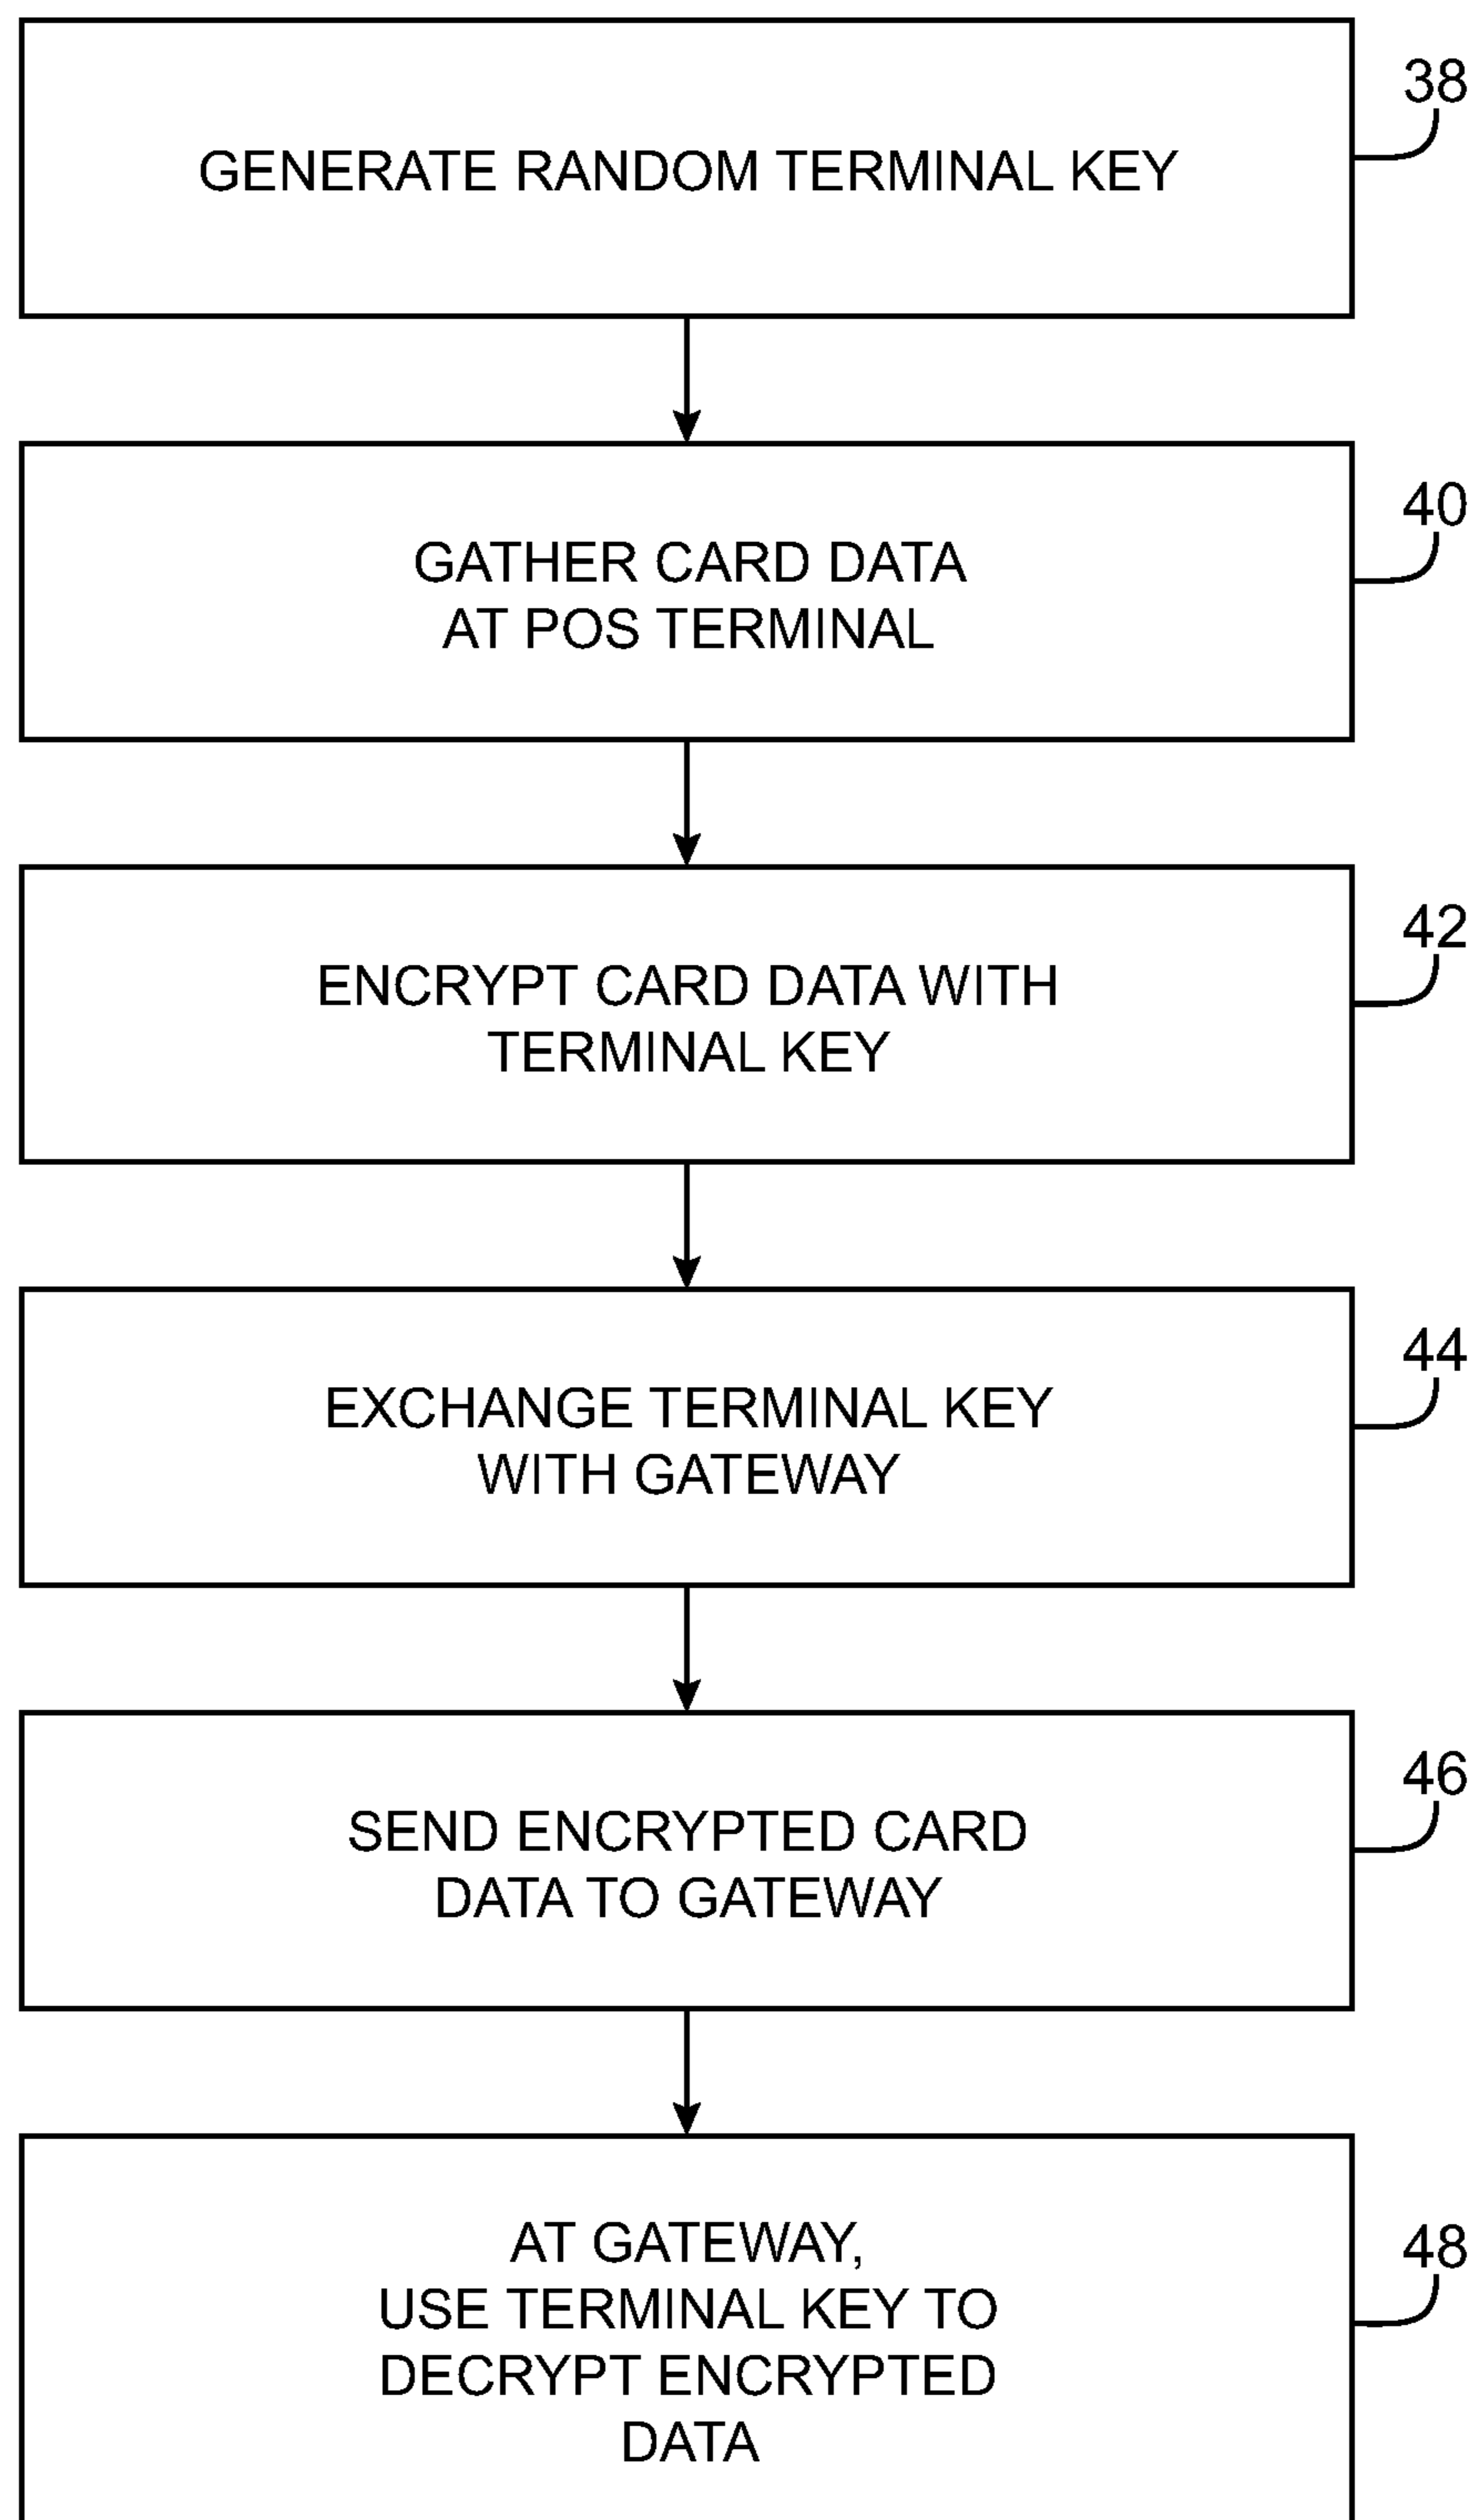 38
GENERATE RANDOM TERMINAL KEY
40
GATHER CARD DATA
AT POS TERMINAL
42
ENCRYPT CARD DATA WITH
TERMINAL KEY
44
EXCHANGE TERMINAL KEY
WITH GATEWAY
46
SEND ENCRYPTED CARD
DATA TO GATEWAY
48
AT GATEWAY,
USE TERMINAL KEY TO
DECRYPT ENCRYPTED
DATA